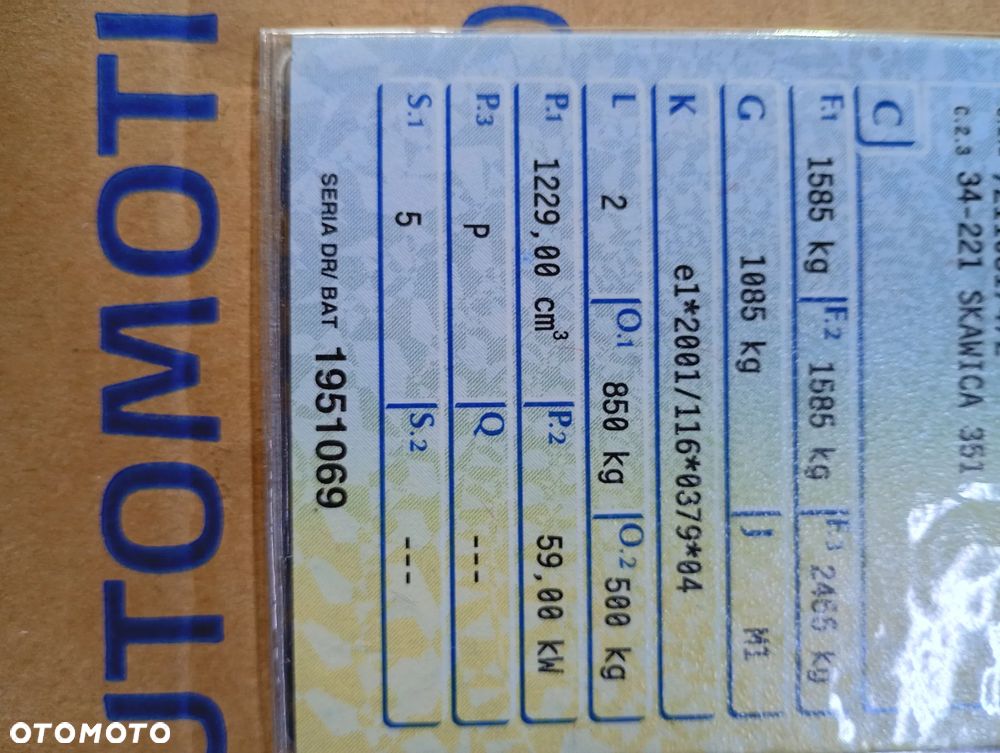 C.2.3 34-221 SKAWICA 351
C
F.1 1585 kg F.2 1585 kg F.3 kg
G 1085 kg J M1
K e1*2001/116*0379*04
L 2 O.1 850 kg O.2 500 kg
P.1 1229,00 cm³ P.2 59,00 kW
P.3 P Q ---
S.1 5 S.2 ---
SERIA DR/ BAT 1951069
UTOMOTI
OTOMOTO